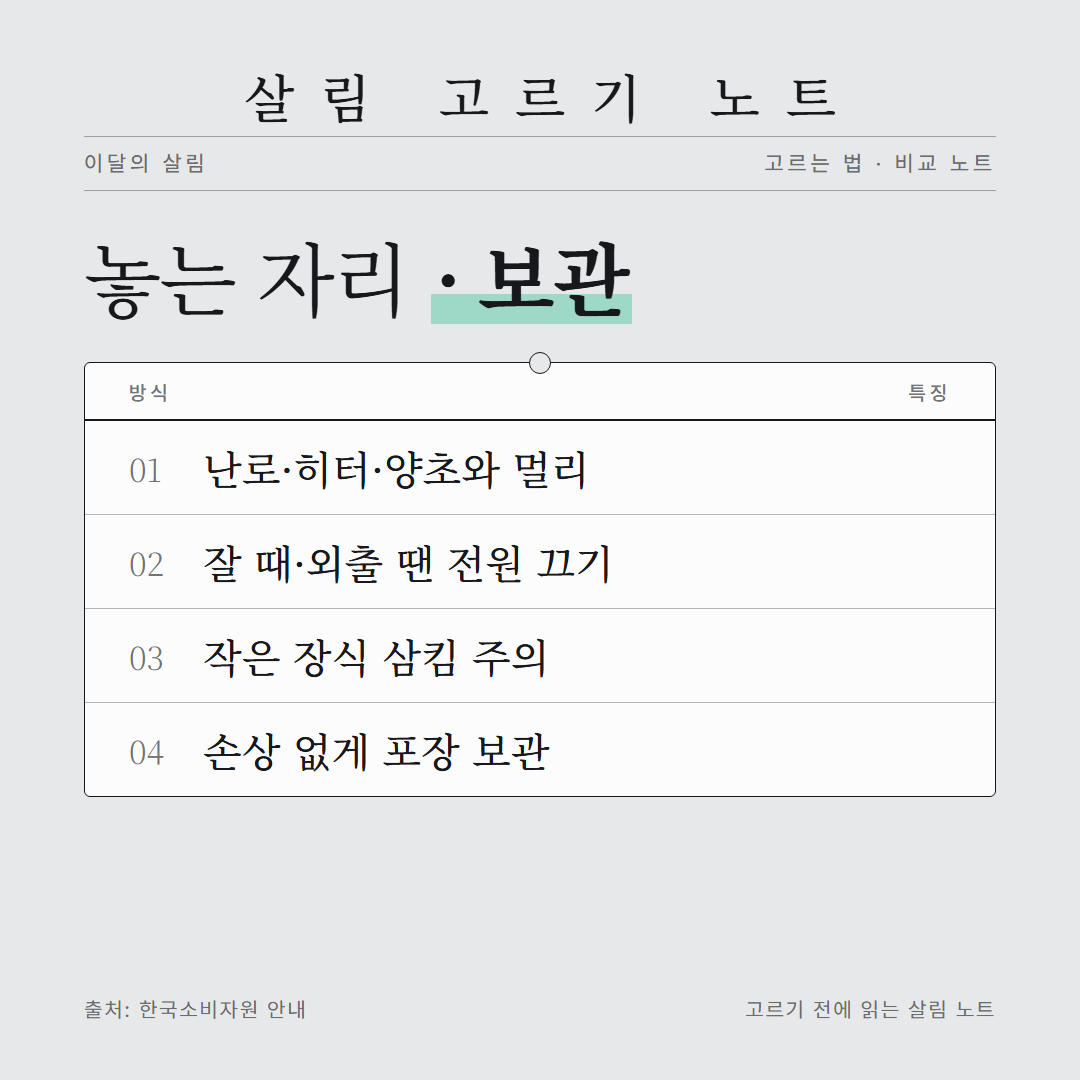 살림 고르기 노트
이달의 살림
고르는 법 · 비교 노트
놓는 자리 · 보관
방식
특징
01 난로·히터·양초와 멀리
02 잘 때·외출 땐 전원 끄기
03 작은 장식 삼킴 주의
04 손상 없게 포장 보관
출처: 한국소비자원 안내
고르기 전에 읽는 살림 노트